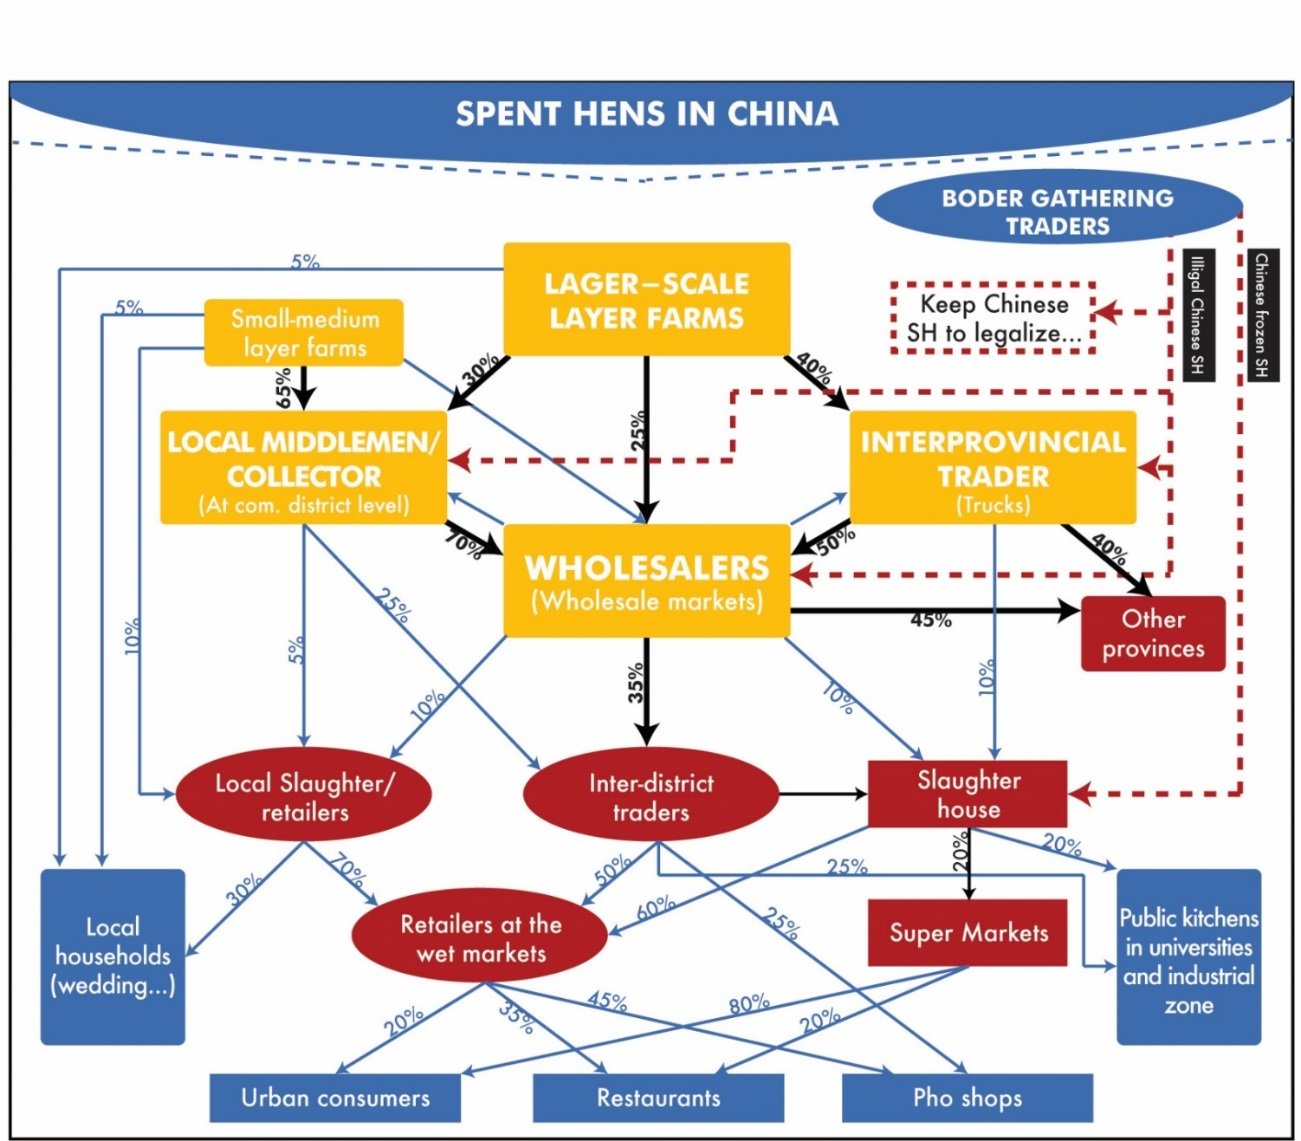 SPENT HENS IN CHINA
BODER GATHERING
TRADERS
Illigal Chinese SH
Chinese frozen SH
Keep Chinese
SH to legalize...
LAGER–SCALE
LAYER FARMS
5%
5%
Small-medium
layer farms
65%
30%
25%
40%
LOCAL MIDDLEMEN/
COLLECTOR
(At com. district level)
INTERPROVINCIAL
TRADER
(Trucks)
70%
50%
40%
WHOLESALERS
(Wholesale markets)
45%
Other
provinces
10%
5%
25%
10%
35%
10%
10%
Local Slaughter/
retailers
Inter-district
traders
Slaughter
house
30%
70%
50%
60%
25%
25%
20%
20%
Local
households
(wedding...)
Retailers at the
wet markets
Super Markets
Public kitchens
in universities
and industrial
zone
20%
35%
45%
80%
20%
Urban consumers
Restaurants
Pho shops